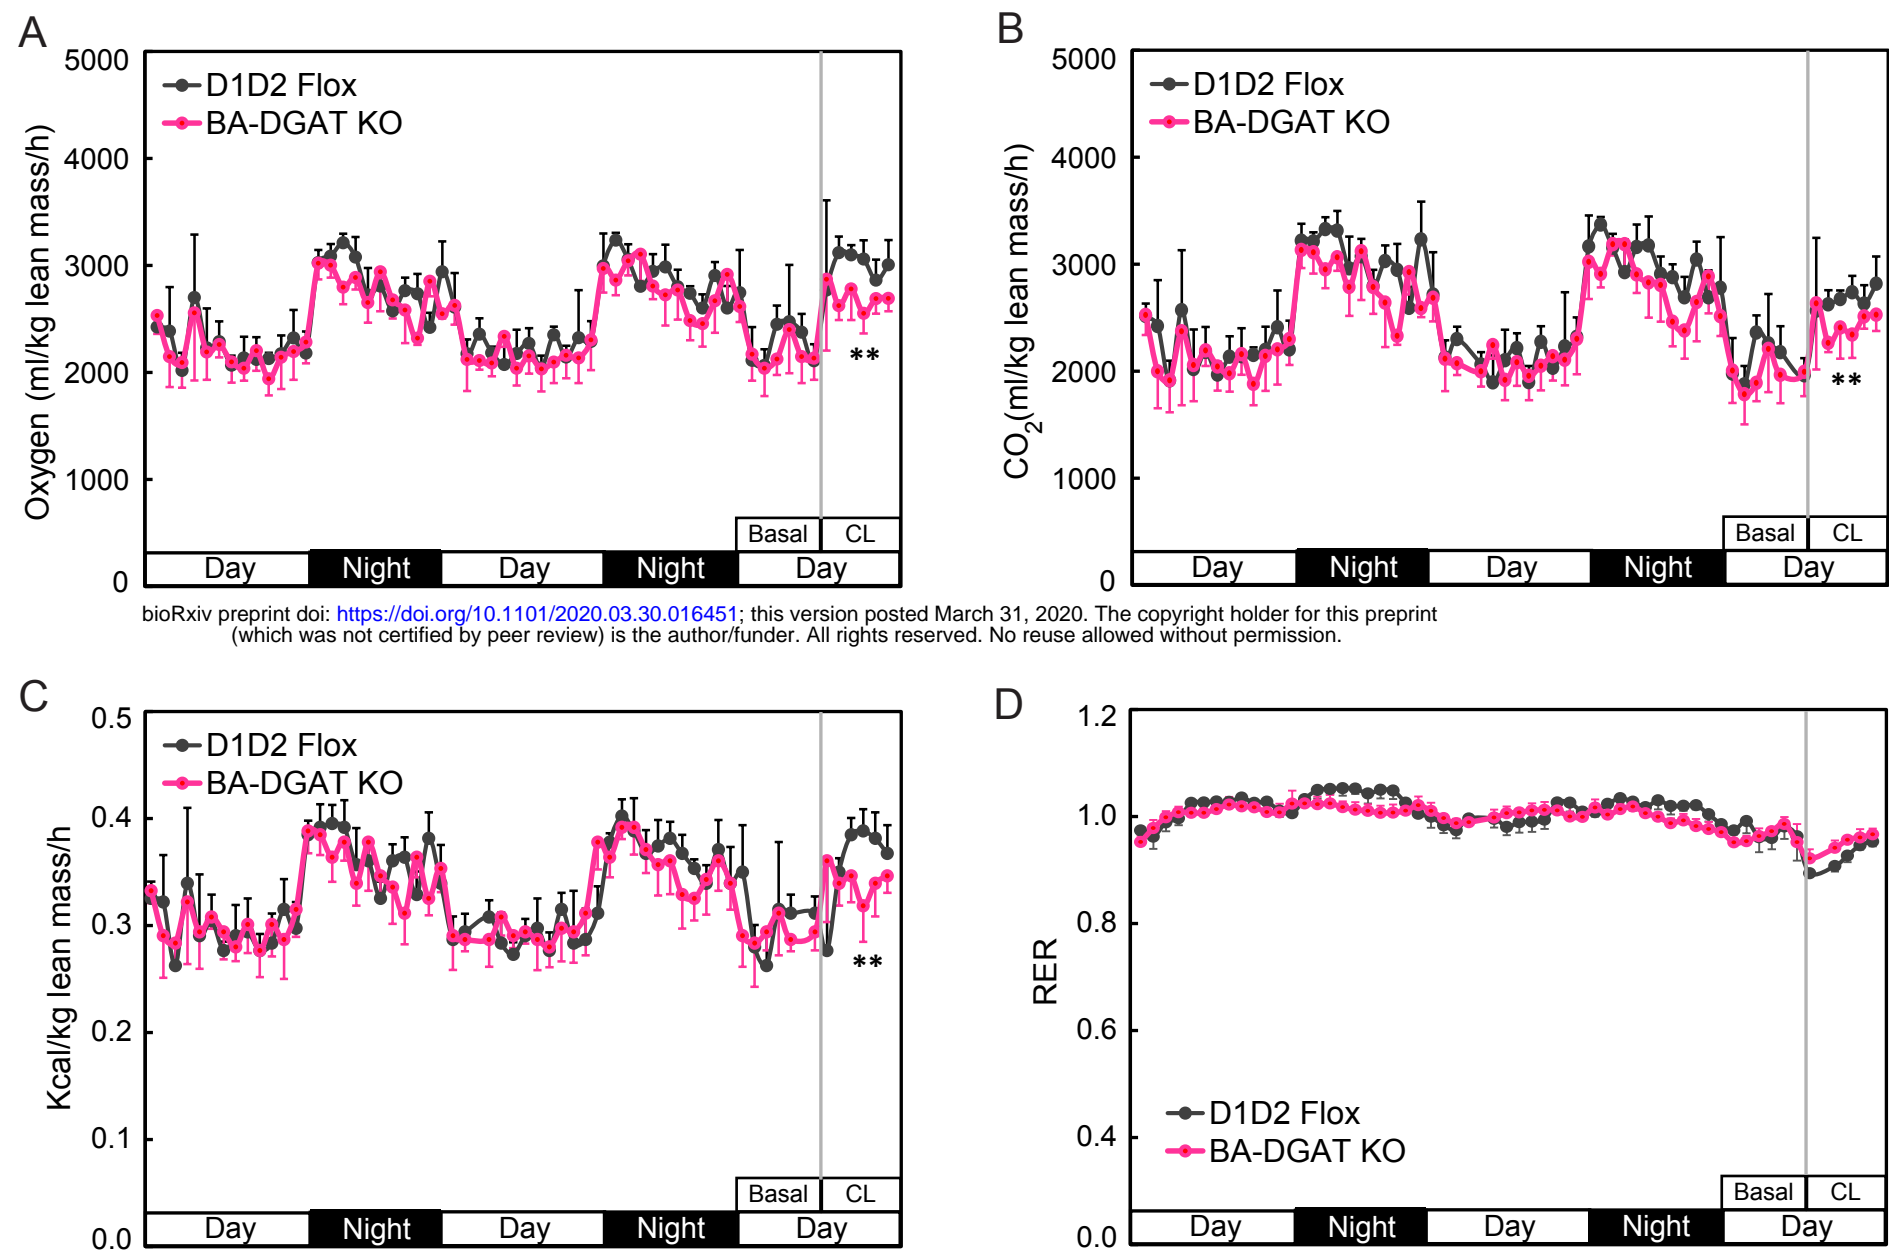 A
5000
4000
3000
2000
1000
0
Oxygen (ml/kg lean mass/h)
D1D2 Flox
BA-DGAT KO
**
Basal CL
Day Night Day Night Day
B
5000
4000
3000
2000
1000
0
CO2(ml/kg lean mass/h)
D1D2 Flox
BA-DGAT KO
**
Basal CL
Day Night Day Night Day
bioRxiv preprint doi: https://doi.org/10.1101/2020.03.30.016451; this version posted March 31, 2020. The copyright holder for this preprint
(which was not certified by peer review) is the author/funder. All rights reserved. No reuse allowed without permission.
C
0.5
0.4
0.3
0.2
0.1
0.0
Kcal/kg lean mass/h
D1D2 Flox
BA-DGAT KO
**
Basal CL
Day Night Day Night Day
D
1.2
1.0
0.8
0.6
0.4
0.0
RER
D1D2 Flox
BA-DGAT KO
Basal CL
Day Night Day Night Day